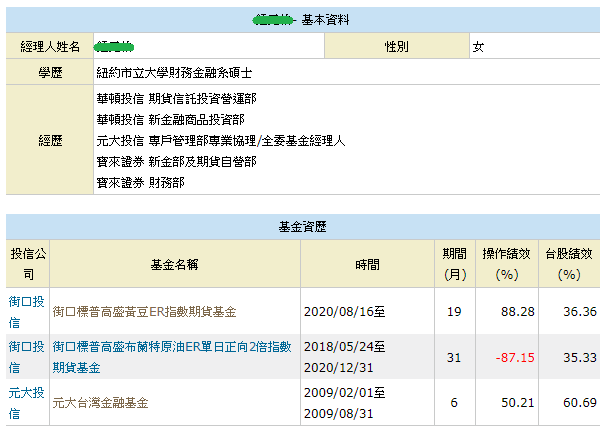 - 基本資料
經理人姓名
性別 女
學歷 紐約市立大學財務金融系碩士
經歷
華頓投信 期貨信託投資營運部
華頓投信 新金融商品投資部
元大投信 專戶管理部專業協理/全委基金經理人
寶來證券 新金部及期貨自營部
寶來證券 財務部
基金資歷
投信公司 基金名稱 時間 期間(月) 操作績效(%) 台股績效(%)
街口投信 街口標普高盛黃豆ER指數期貨基金 2020/08/16至 19 88.28 36.36
街口投信 街口標普高盛布蘭特原油ER單日正向2倍指數期貨基金 2018/05/24至2020/12/31 31 -87.15 35.33
元大投信 元大台灣金融基金 2009/02/01至2009/08/31 6 50.21 60.69